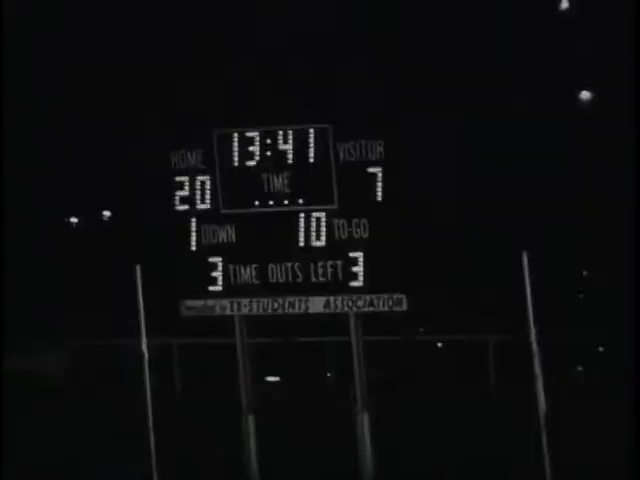 13:41
HOME TIME VISITOR
20 7
1 DOWN 10 TO-GO
3 TIME OUTS LEFT 3
EX-STUDENTS ASSOCIATION